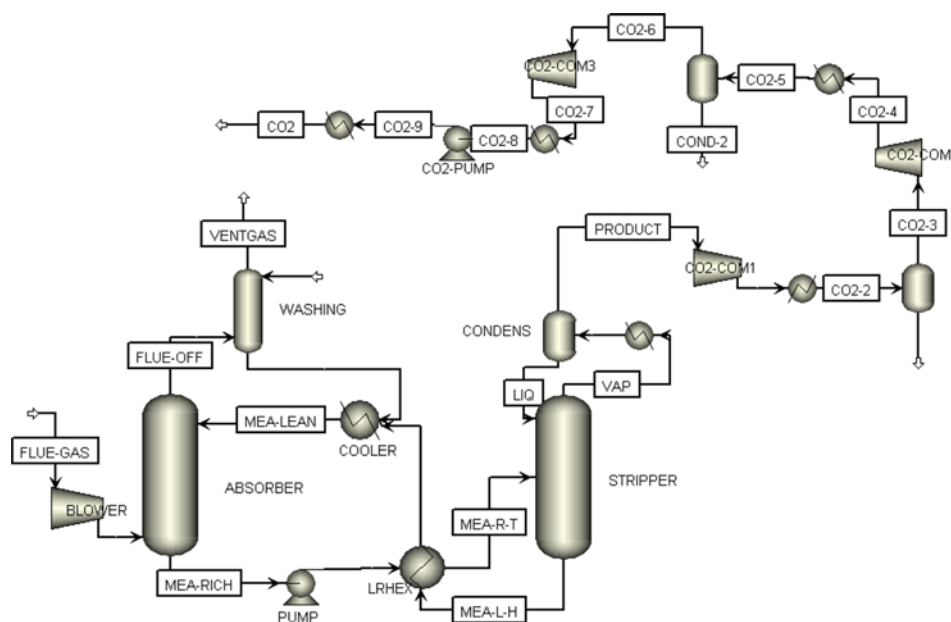 CO2-6
CO2-COM3
CO2-5
CO2-4
CO2-7
CO2
CO2-9
CO2-8
COND-2
CO2-COM
CO2-PUMP
CO2-3
VENTGAS
PRODUCT
CO2-COM1
CO2-2
WASHING
CONDENS
FLUE-OFF
LIQ
VAP
MEA-LEAN
COOLER
FLUE-GAS
STRIPPER
ABSORBER
BLOWER
MEA-R-T
MEA-RICH
LRHEX
PUMP
MEA-L-H